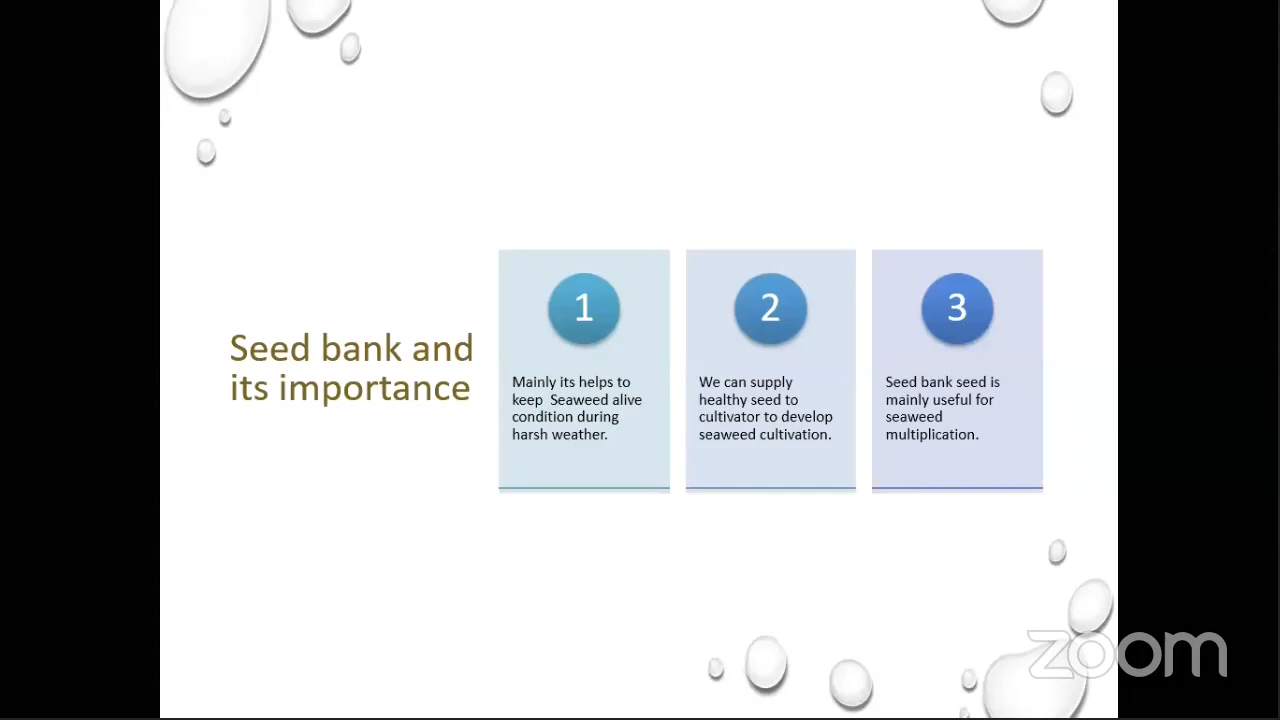 Seed bank and
its importance
1
Mainly its helps to
keep Seaweed alive
condition during
harsh weather.
2
We can supply
healthy seed to
cultivator to develop
seaweed cultivation.
3
Seed bank seed is
mainly useful for
seaweed
multiplication.
zoom